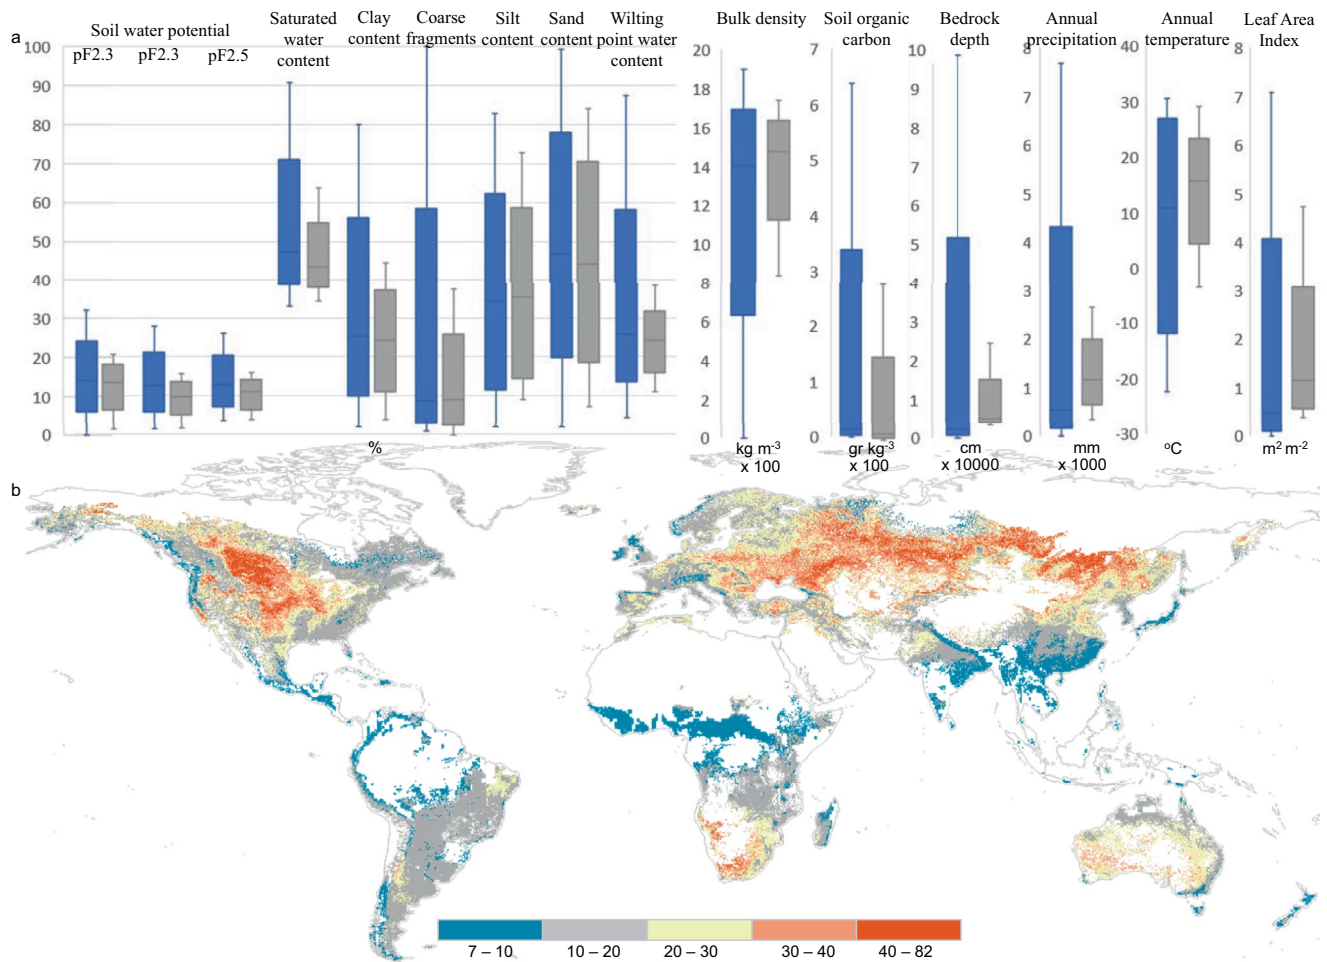 a
Soil water potential
pF2.3 pF2.3 pF2.5
Saturated
water
content
Clay
content
Coarse
fragments
Silt
content
Sand
content
Wilting
point water
content
Bulk density
Soil organic
carbon
Bedrock
depth
Annual
precipitation
Annual
temperature
Leaf Area
Index
100
90
80
70
60
50
40
30
20
10
0
%
20
18
16
14
12
10
8
6
4
2
0
kg m-3
x 100
7
6
5
4
3
2
1
0
gr kg-3
x 100
10
9
8
7
6
5
4
3
2
1
0
cm
x 10000
8
7
6
5
4
3
2
1
0
mm
x 1000
40
30
20
10
0
-10
-20
-30
oC
8
7
6
5
4
3
2
1
0
m2 m-2
b
7 – 10 10 – 20 20 – 30 30 – 40 40 – 82